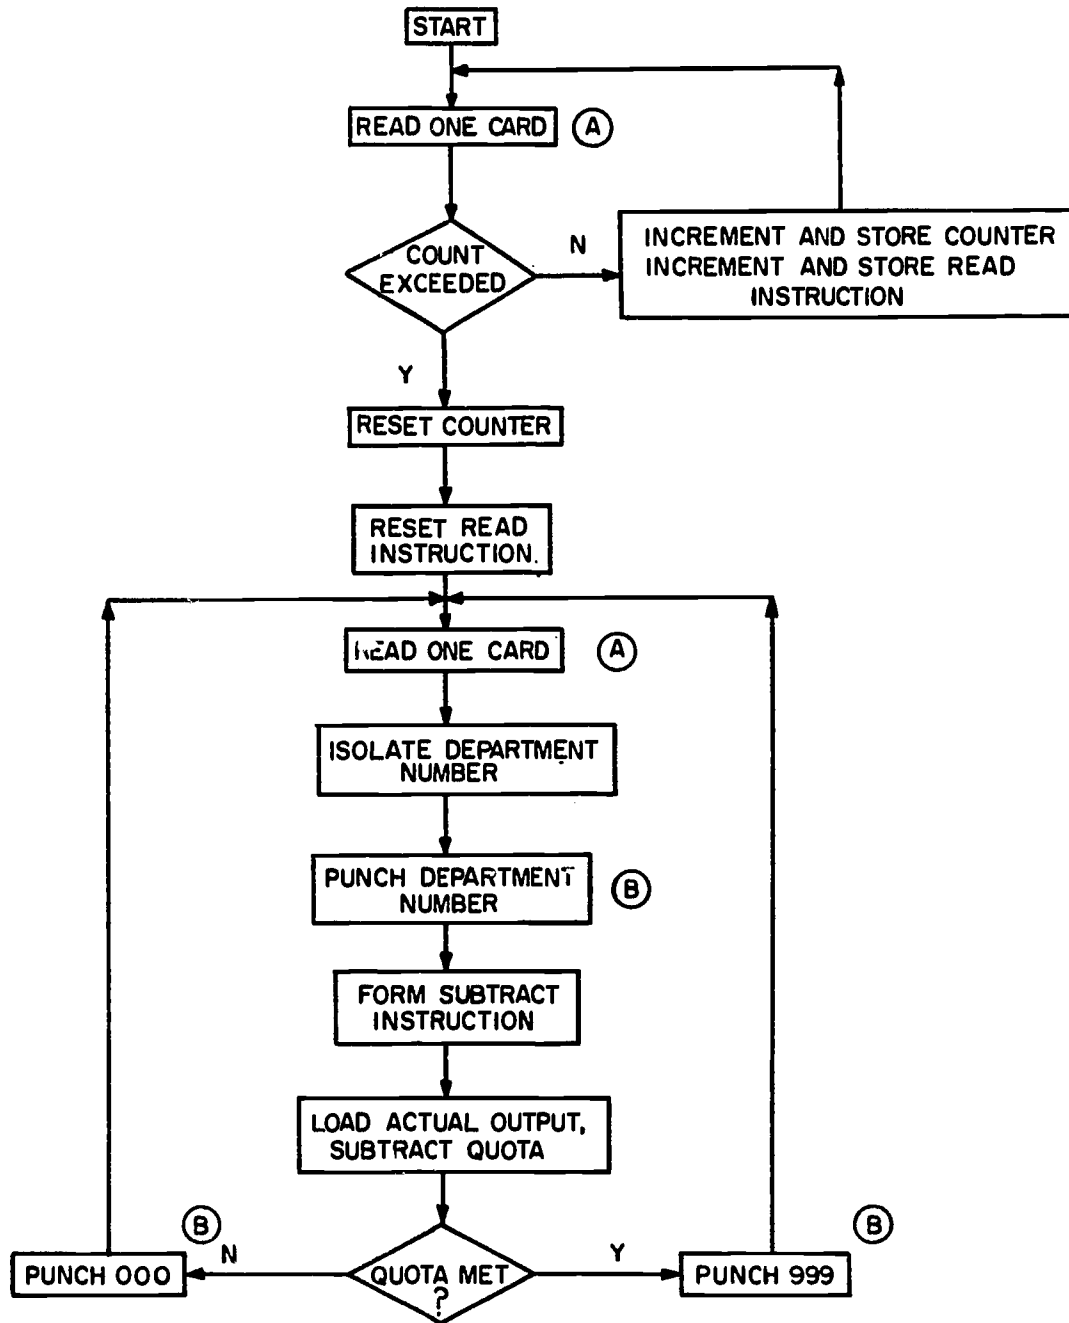 START
READ ONE CARD
A
COUNT
EXCEEDED
N
INCREMENT AND STORE COUNTER
INCREMENT AND STORE READ
INSTRUCTION
Y
RESET COUNTER
RESET READ
INSTRUCTION.
READ ONE CARD
A
ISOLATE DEPARTMENT
NUMBER
PUNCH DEPARTMENT
NUMBER
B
FORM SUBTRACT
INSTRUCTION
LOAD ACTUAL OUTPUT,
SUBTRACT QUOTA
B
B
PUNCH 000
N
QUOTA MET
?
Y
PUNCH 999